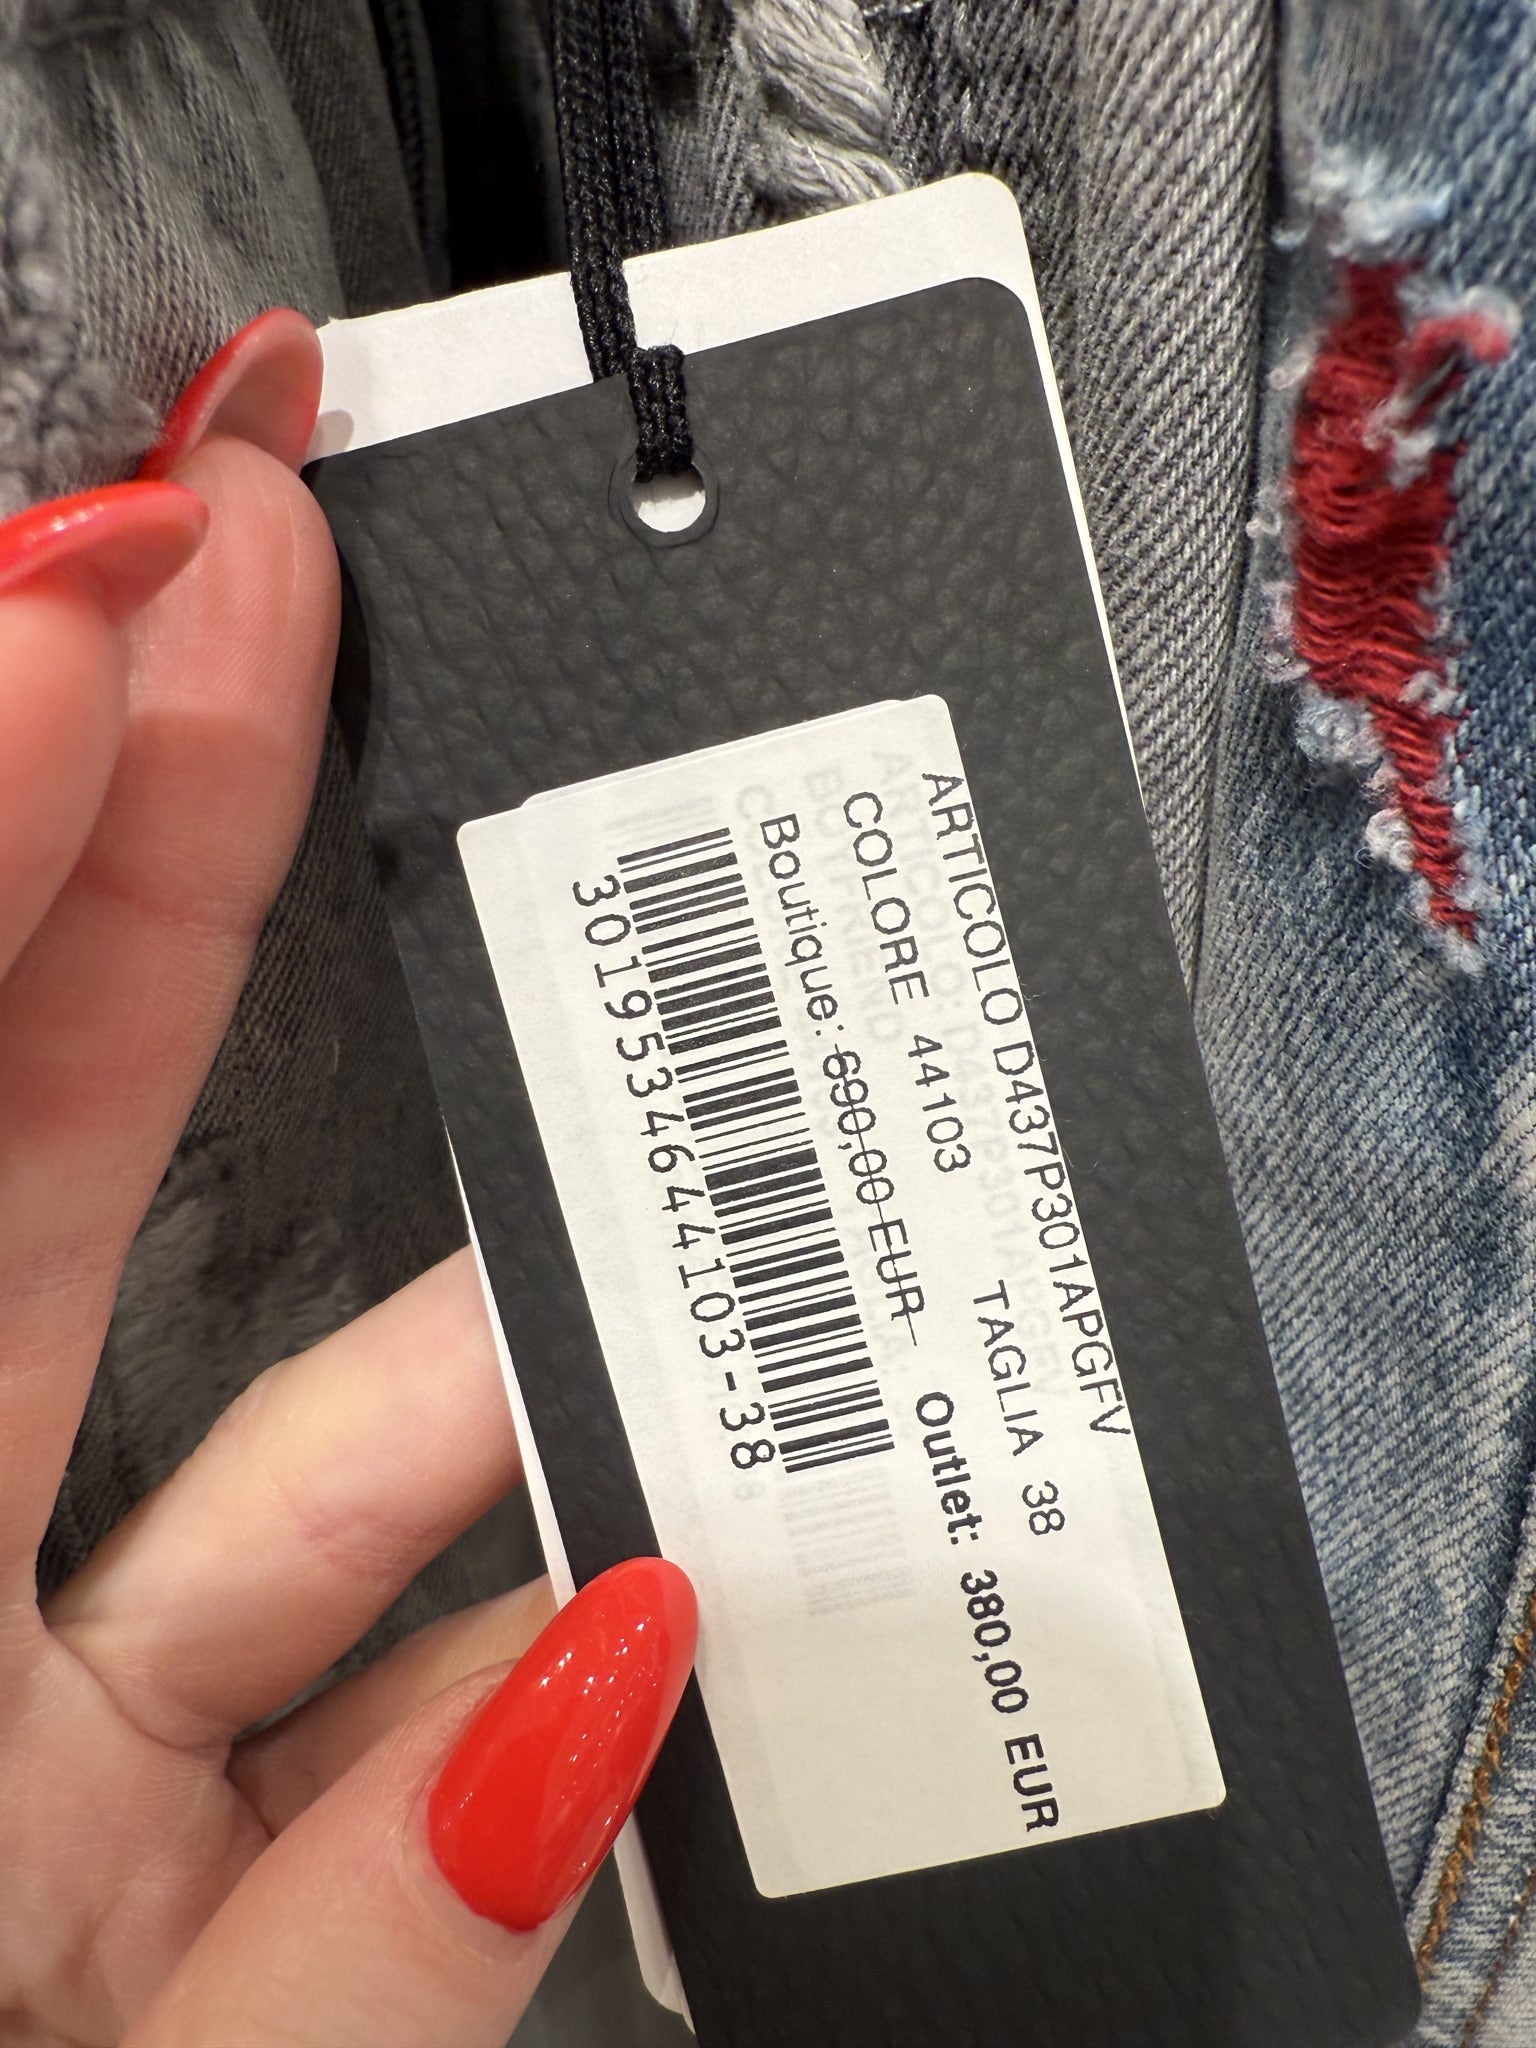 ARTICOLO D437P301APGFV
COLORE 44103 TAGLIA 38
Boutique: 690,00 EUR Outlet: 380,00 EUR
3019534644103-38